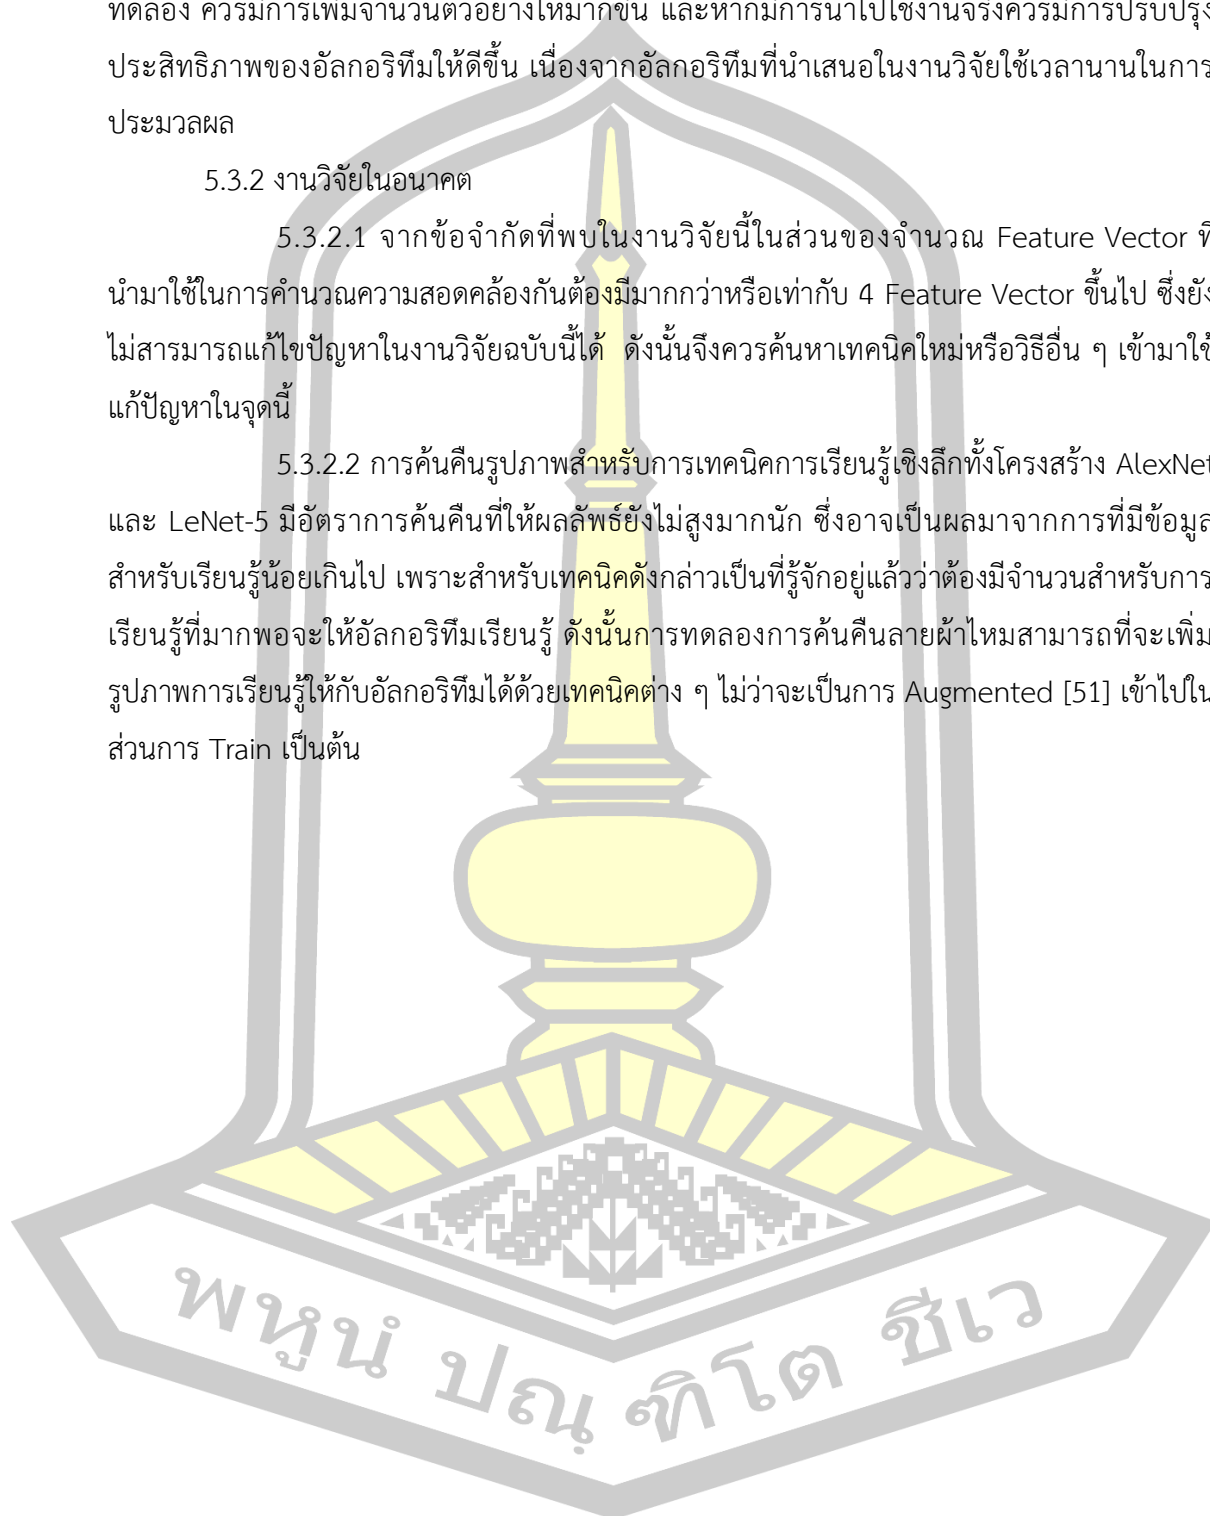 ทดลอง ควรมีการเพิ่มจำนวนตัวอย่างให้มากขึ้น และหากมีการนำไปใช้งานจริงควรมีการปรับปรุง
ประสิทธิภาพของอัลกอริทึมให้ดีขึ้น เนื่องจากอัลกอริทึมที่นำเสนอในงานวิจัยใช้เวลานานในการ
ประมวลผล
5.3.2 งานวิจัยในอนาคต
5.3.2.1 จากข้อจำกัดที่พบในงานวิจัยนี้ในส่วนของจำนวณ Feature Vector ที่
นำมาใช้ในการคำนวณความสอดคล้องกันต้องมีมากกว่าหรือเท่ากับ 4 Feature Vector ขึ้นไป ซึ่งยัง
ไม่สารมารถแก้ไขปัญหาในงานวิจัยฉบับนี้ได้ ดังนั้นจึงควรค้นหาเทคนิคใหม่หรือวิธีอื่น ๆ เข้ามาใช้
แก้ปัญหาในจุดนี้
5.3.2.2 การค้นคืนรูปภาพสำหรับการเทคนิคการเรียนรู้เชิงลึกทั้งโครงสร้าง AlexNet
และ LeNet-5 มีอัตราการค้นคืนที่ให้ผลลัพธ์ยังไม่สูงมากนัก ซึ่งอาจเป็นผลมาจากการที่มีข้อมูล
สำหรับเรียนรู้น้อยเกินไป เพราะสำหรับเทคนิคดังกล่าวเป็นที่รู้จักอยู่แล้วว่าต้องมีจำนวนสำหรับการ
เรียนรู้ที่มากพอจะให้อัลกอริทึมเรียนรู้ ดังนั้นการทดลองการค้นคืนลายผ้าไหมสามารถที่จะเพิ่ม
รูปภาพการเรียนรู้ให้กับอัลกอริทึมได้ด้วยเทคนิคต่าง ๆ ไม่ว่าจะเป็นการ Augmented [51] เข้าไปใน
ส่วนการ Train เป็นต้น
พหูนํ ปณฺฑิโต ชีเว